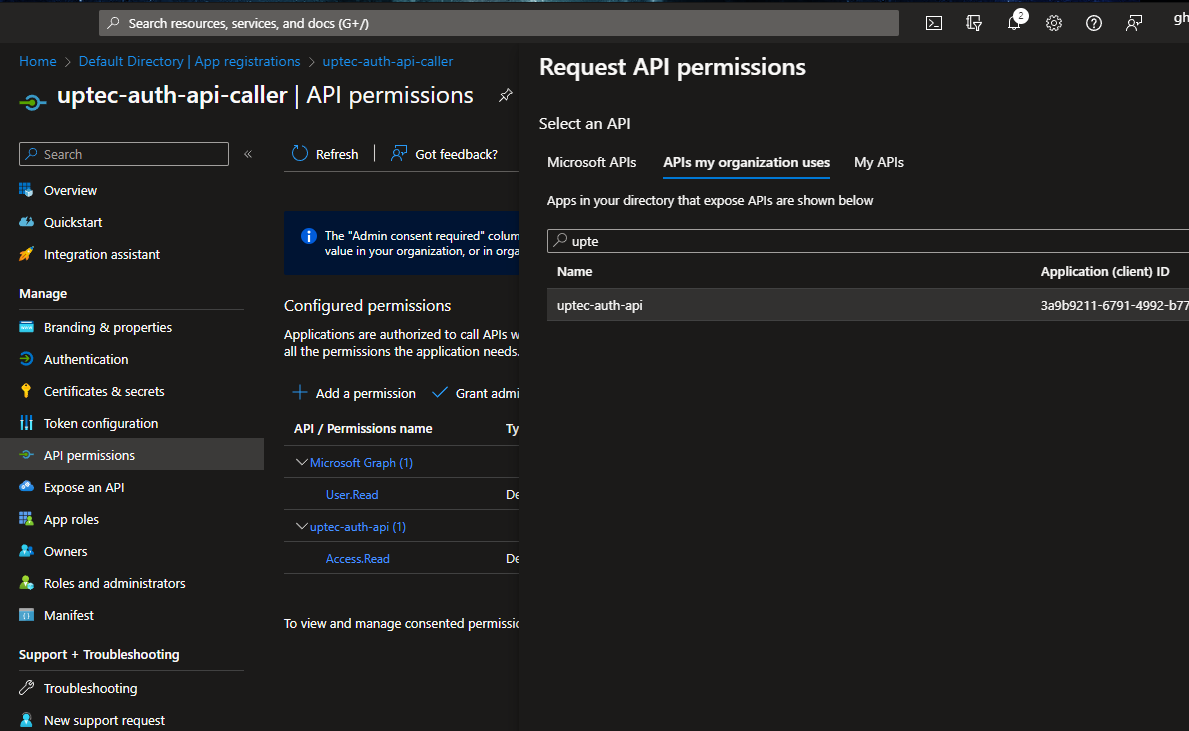 Search resources, services, and docs (G+/)
2
gh
Home > Default Directory | App registrations > uptec-auth-api-caller
uptec-auth-api-caller | API permissions
Search
«
Overview
Quickstart
Integration assistant
Manage
Branding & properties
Authentication
Certificates & secrets
Token configuration
API permissions
Expose an API
App roles
Owners
Roles and administrators
Manifest
Support + Troubleshooting
Troubleshooting
New support request
Refresh
Got feedback?
The "Admin consent required" colum
value in your organization, or in orga
Configured permissions
Applications are authorized to call APIs w
all the permissions the application needs.
Add a permission
Grant admi
API / Permissions name Ty
Microsoft Graph (1)
User.Read De
uptec-auth-api (1)
Access.Read De
To view and manage consented permissio
Request API permissions
Select an API
Microsoft APIs APIs my organization uses My APIs
Apps in your directory that expose APIs are shown below
upte
Name Application (client) ID
uptec-auth-api 3a9b9211-6791-4992-b77